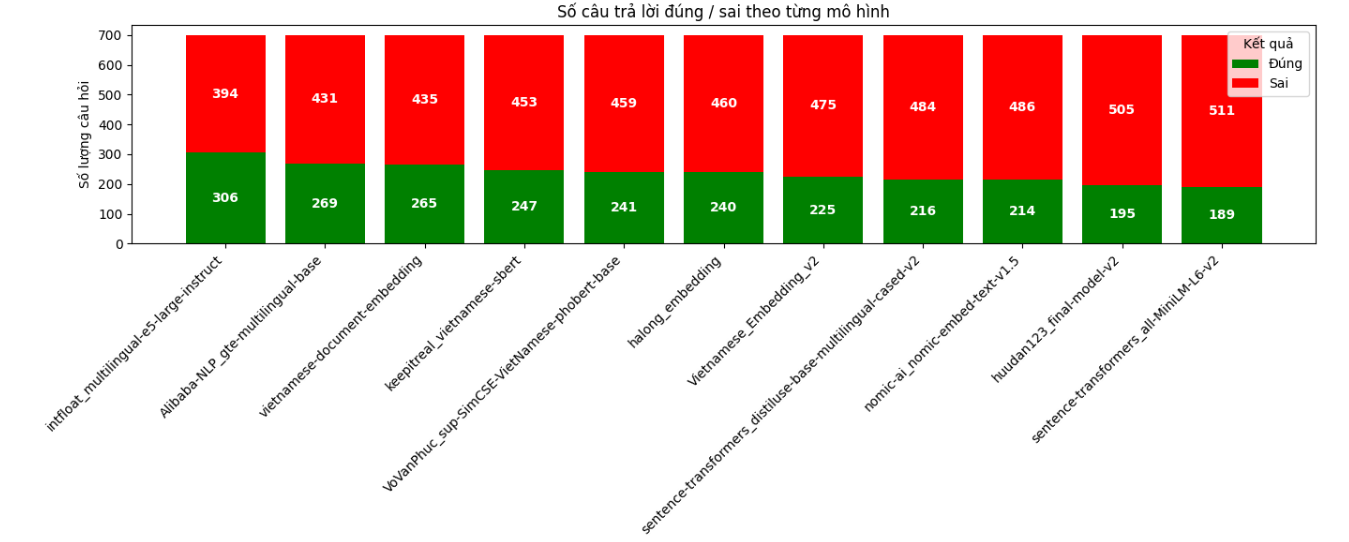 Số câu trả lời đúng / sai theo từng mô hình
Số lượng câu hỏi
700
600
500
400
300
200
100
0
394
431
435
453
459
460
475
484
486
505
511
306
269
265
247
241
240
225
216
214
195
189
Kết quả
Đúng
Sai
intfloat_multilingual-e5-large-instruct
Alibaba-NLP_gte-multilingual-base
vietnamese-document-embedding
keepitreal_vietnamese-sbert
VoVanPhuc_sup-SimCSE-VietNamese-phobert-base
halong_embedding
Vietnamese_Embedding_v2
sentence-transformers_distiluse-base-multilingual-cased-v2
nomic-ai_nomic-embed-text-v1.5
huudan123_final-model-v2
sentence-transformers_all-MiniLM-L6-v2